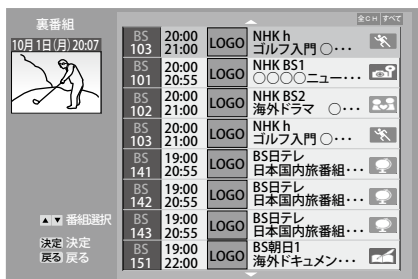 裏番組
全CH すべて
10月1日(月)20:07
BS 103 20:00 21:00 LOGO NHK h
ゴルフ入門 ○･･･
BS 101 20:00 20:55 LOGO NHK BS1
○○○○ニュー･･･
BS 102 20:00 21:00 LOGO NHK BS2
海外ドラマ ○･･･
BS 103 20:00 21:00 LOGO NHK h
ゴルフ入門 ○･･･
BS 141 19:00 20:55 LOGO BS日テレ
日本国内旅番組･･･
BS 142 19:00 20:55 LOGO BS日テレ
日本国内旅番組･･･
BS 143 19:00 20:55 LOGO BS日テレ
日本国内旅番組･･･
BS 151 19:00 22:00 LOGO BS朝日1
海外ドキュメン･･･
▲▼ 番組選択
決定 決定
戻る 戻る